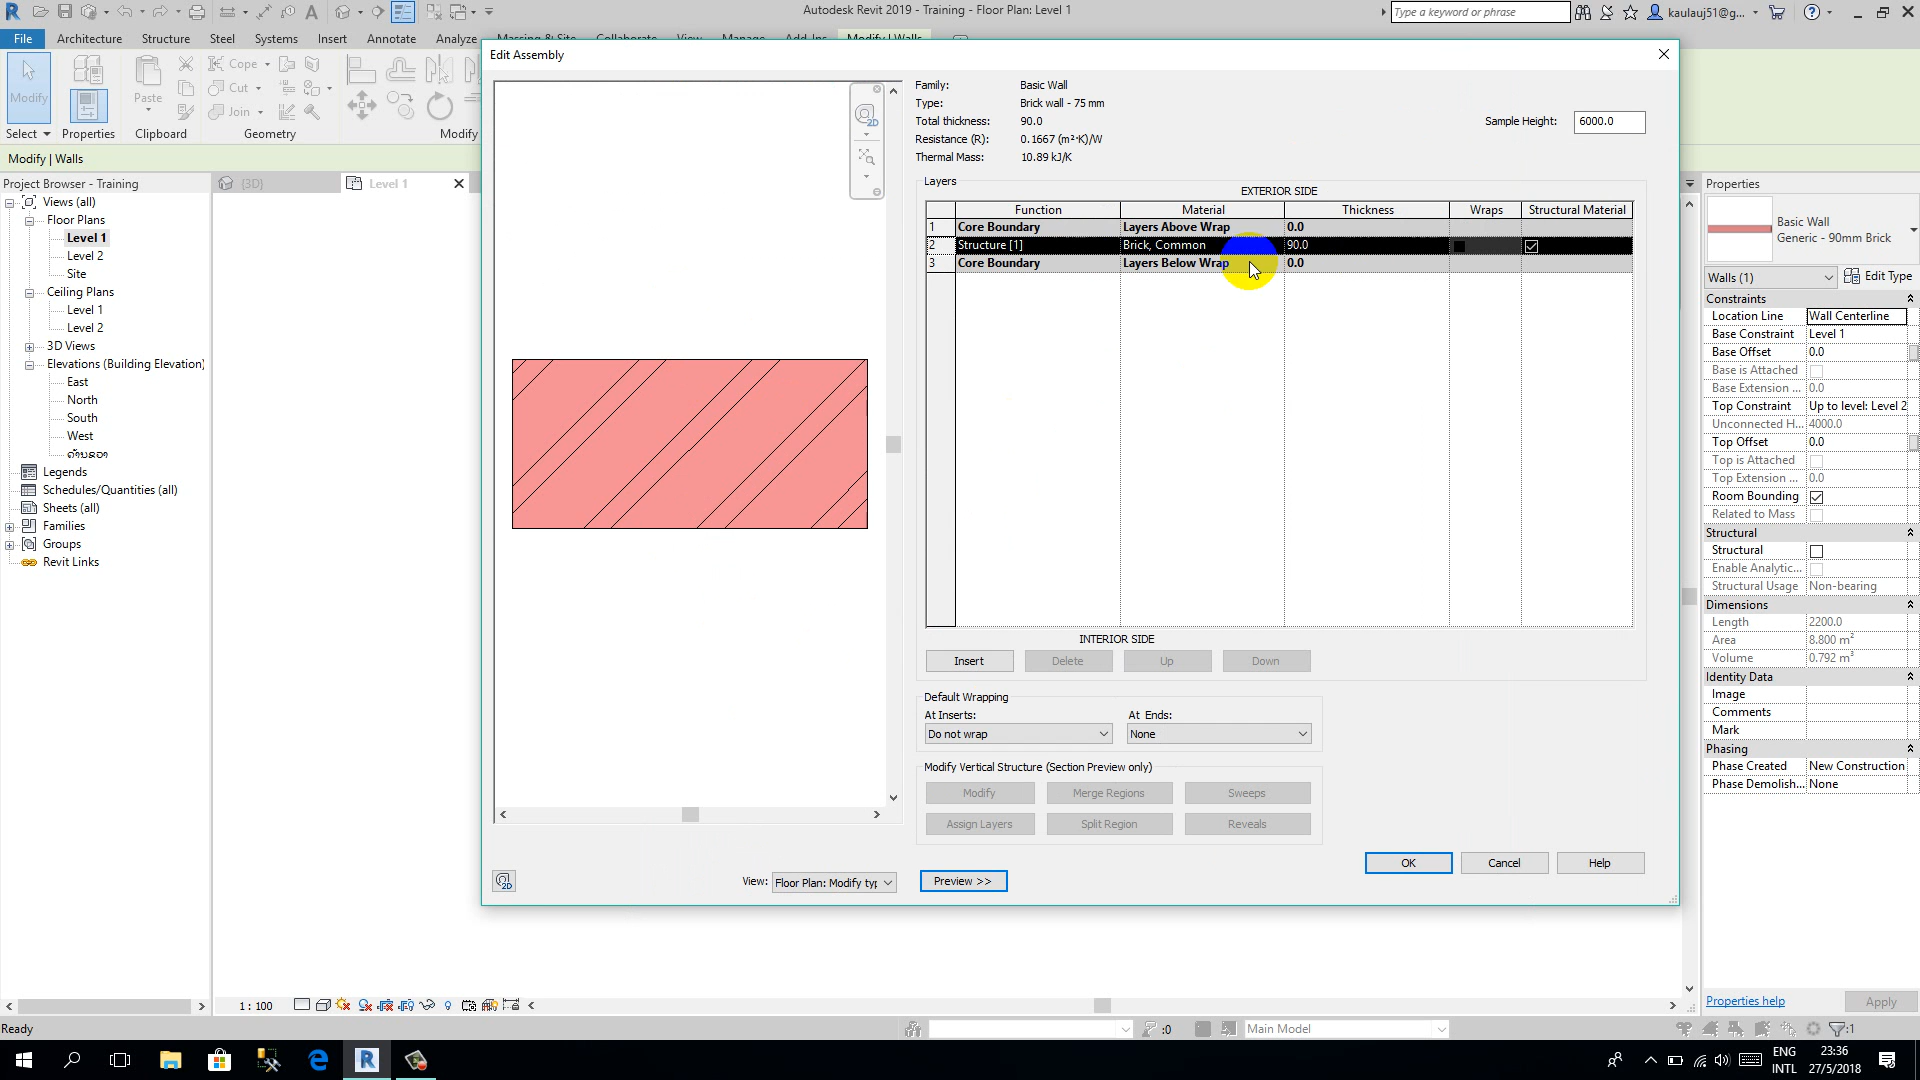 Autodesk Revit 2019 - Training - Floor Plan: Level 1
Type a keyword or phrase
kaulauj51@g...
File
Architecture
Structure
Steel
Systems
Insert
Annotate
Analyze
Massing & Site
Collaborate
View
Manage
Add-Ins
Modify | Walls
Modify
Paste
Cope
Cut
Join
Select
Properties
Clipboard
Geometry
Modify
Modify | Walls
Project Browser - Training
Views (all)
Floor Plans
Level 1
Level 2
Site
Ceiling Plans
Level 1
Level 2
3D Views
Elevations (Building Elevation)
East
North
South
West
Legends
Schedules/Quantities (all)
Sheets (all)
Families
Groups
Revit Links
{3D}
Level 1
Edit Assembly
2D
Family: Basic Wall
Type: Brick wall - 75 mm
Total thickness: 90.0
Resistance (R): 0.1667 (m²·K)/W
Thermal Mass: 10.89 kJ/K
Sample Height: 6000.0
Layers
EXTERIOR SIDE
Function Material Thickness Wraps Structural Material
1 Core Boundary Layers Above Wrap 0.0
2 Structure [1] Brick, Common 90.0
3 Core Boundary Layers Below Wrap 0.0
INTERIOR SIDE
Insert Delete Up Down
Default Wrapping
At Inserts: At Ends:
Do not wrap None
Modify Vertical Structure (Section Preview only)
Modify Merge Regions Sweeps
Assign Layers Split Region Reveals
OK Cancel Help
View: Floor Plan: Modify typ
Preview >>
Properties
Basic Wall
Generic - 90mm Brick
Walls (1) Edit Type
Constraints
Location Line Wall Centerline
Base Constraint Level 1
Base Offset 0.0
Base is Attached
Base Extension ... 0.0
Top Constraint Up to level: Level 2
Unconnected H... 4000.0
Top Offset 0.0
Top is Attached
Top Extension ... 0.0
Room Bounding
Related to Mass
Structural
Structural
Enable Analytic...
Structural Usage Non-bearing
Dimensions
Length 2200.0
Area 8.800 m²
Volume 0.792 m³
Identity Data
Image
Comments
Mark
Phasing
Phase Created New Construction
Phase Demolish... None
Properties help Apply
1 : 100
Ready
:0
Main Model
:1
ENG
INTL
23:36
27/5/2018